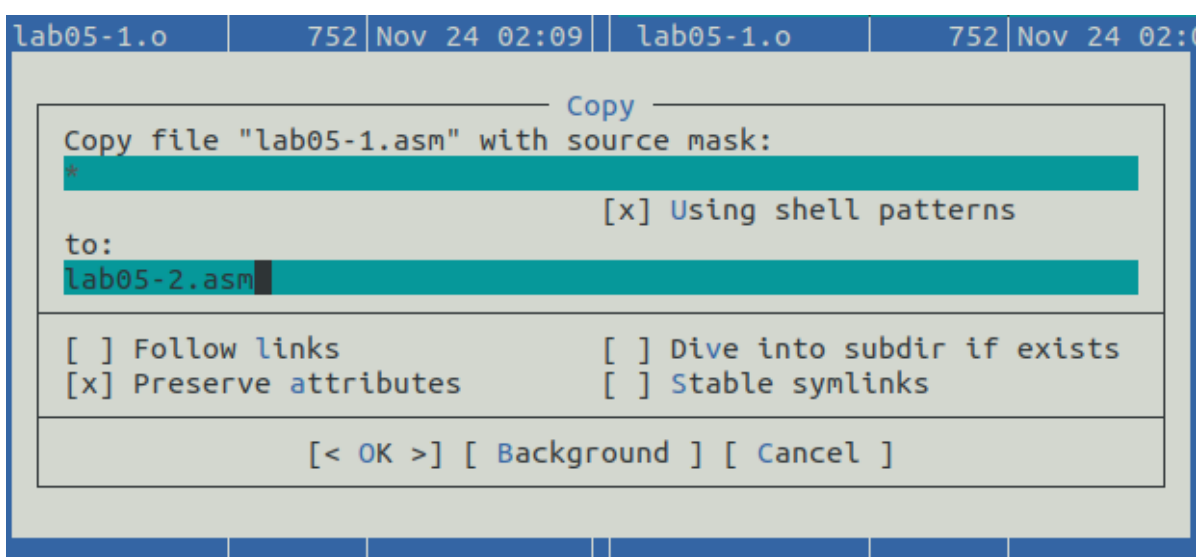 lab05-1.o 752 Nov 24 02:09 lab05-1.o 752 Nov 24 02:0
Copy
Copy file "lab05-1.asm" with source mask:
*
[x] Using shell patterns
to:
lab05-2.asm
[ ] Follow links [ ] Dive into subdir if exists
[x] Preserve attributes [ ] Stable symlinks
[< OK >] [ Background ] [ Cancel ]